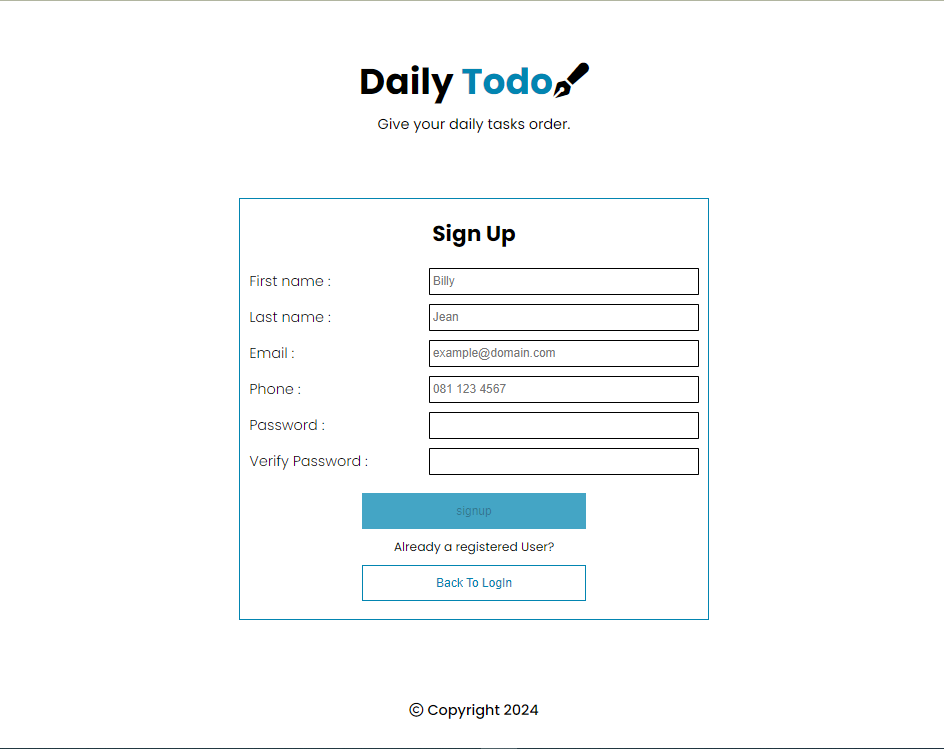 Daily Todo
Give your daily tasks order.
Sign Up
First name : Billy
Last name : Jean
Email : example@domain.com
Phone : 081 123 4567
Password :
Verify Password :
signup
Already a registered User?
Back To LogIn
© Copyright 2024